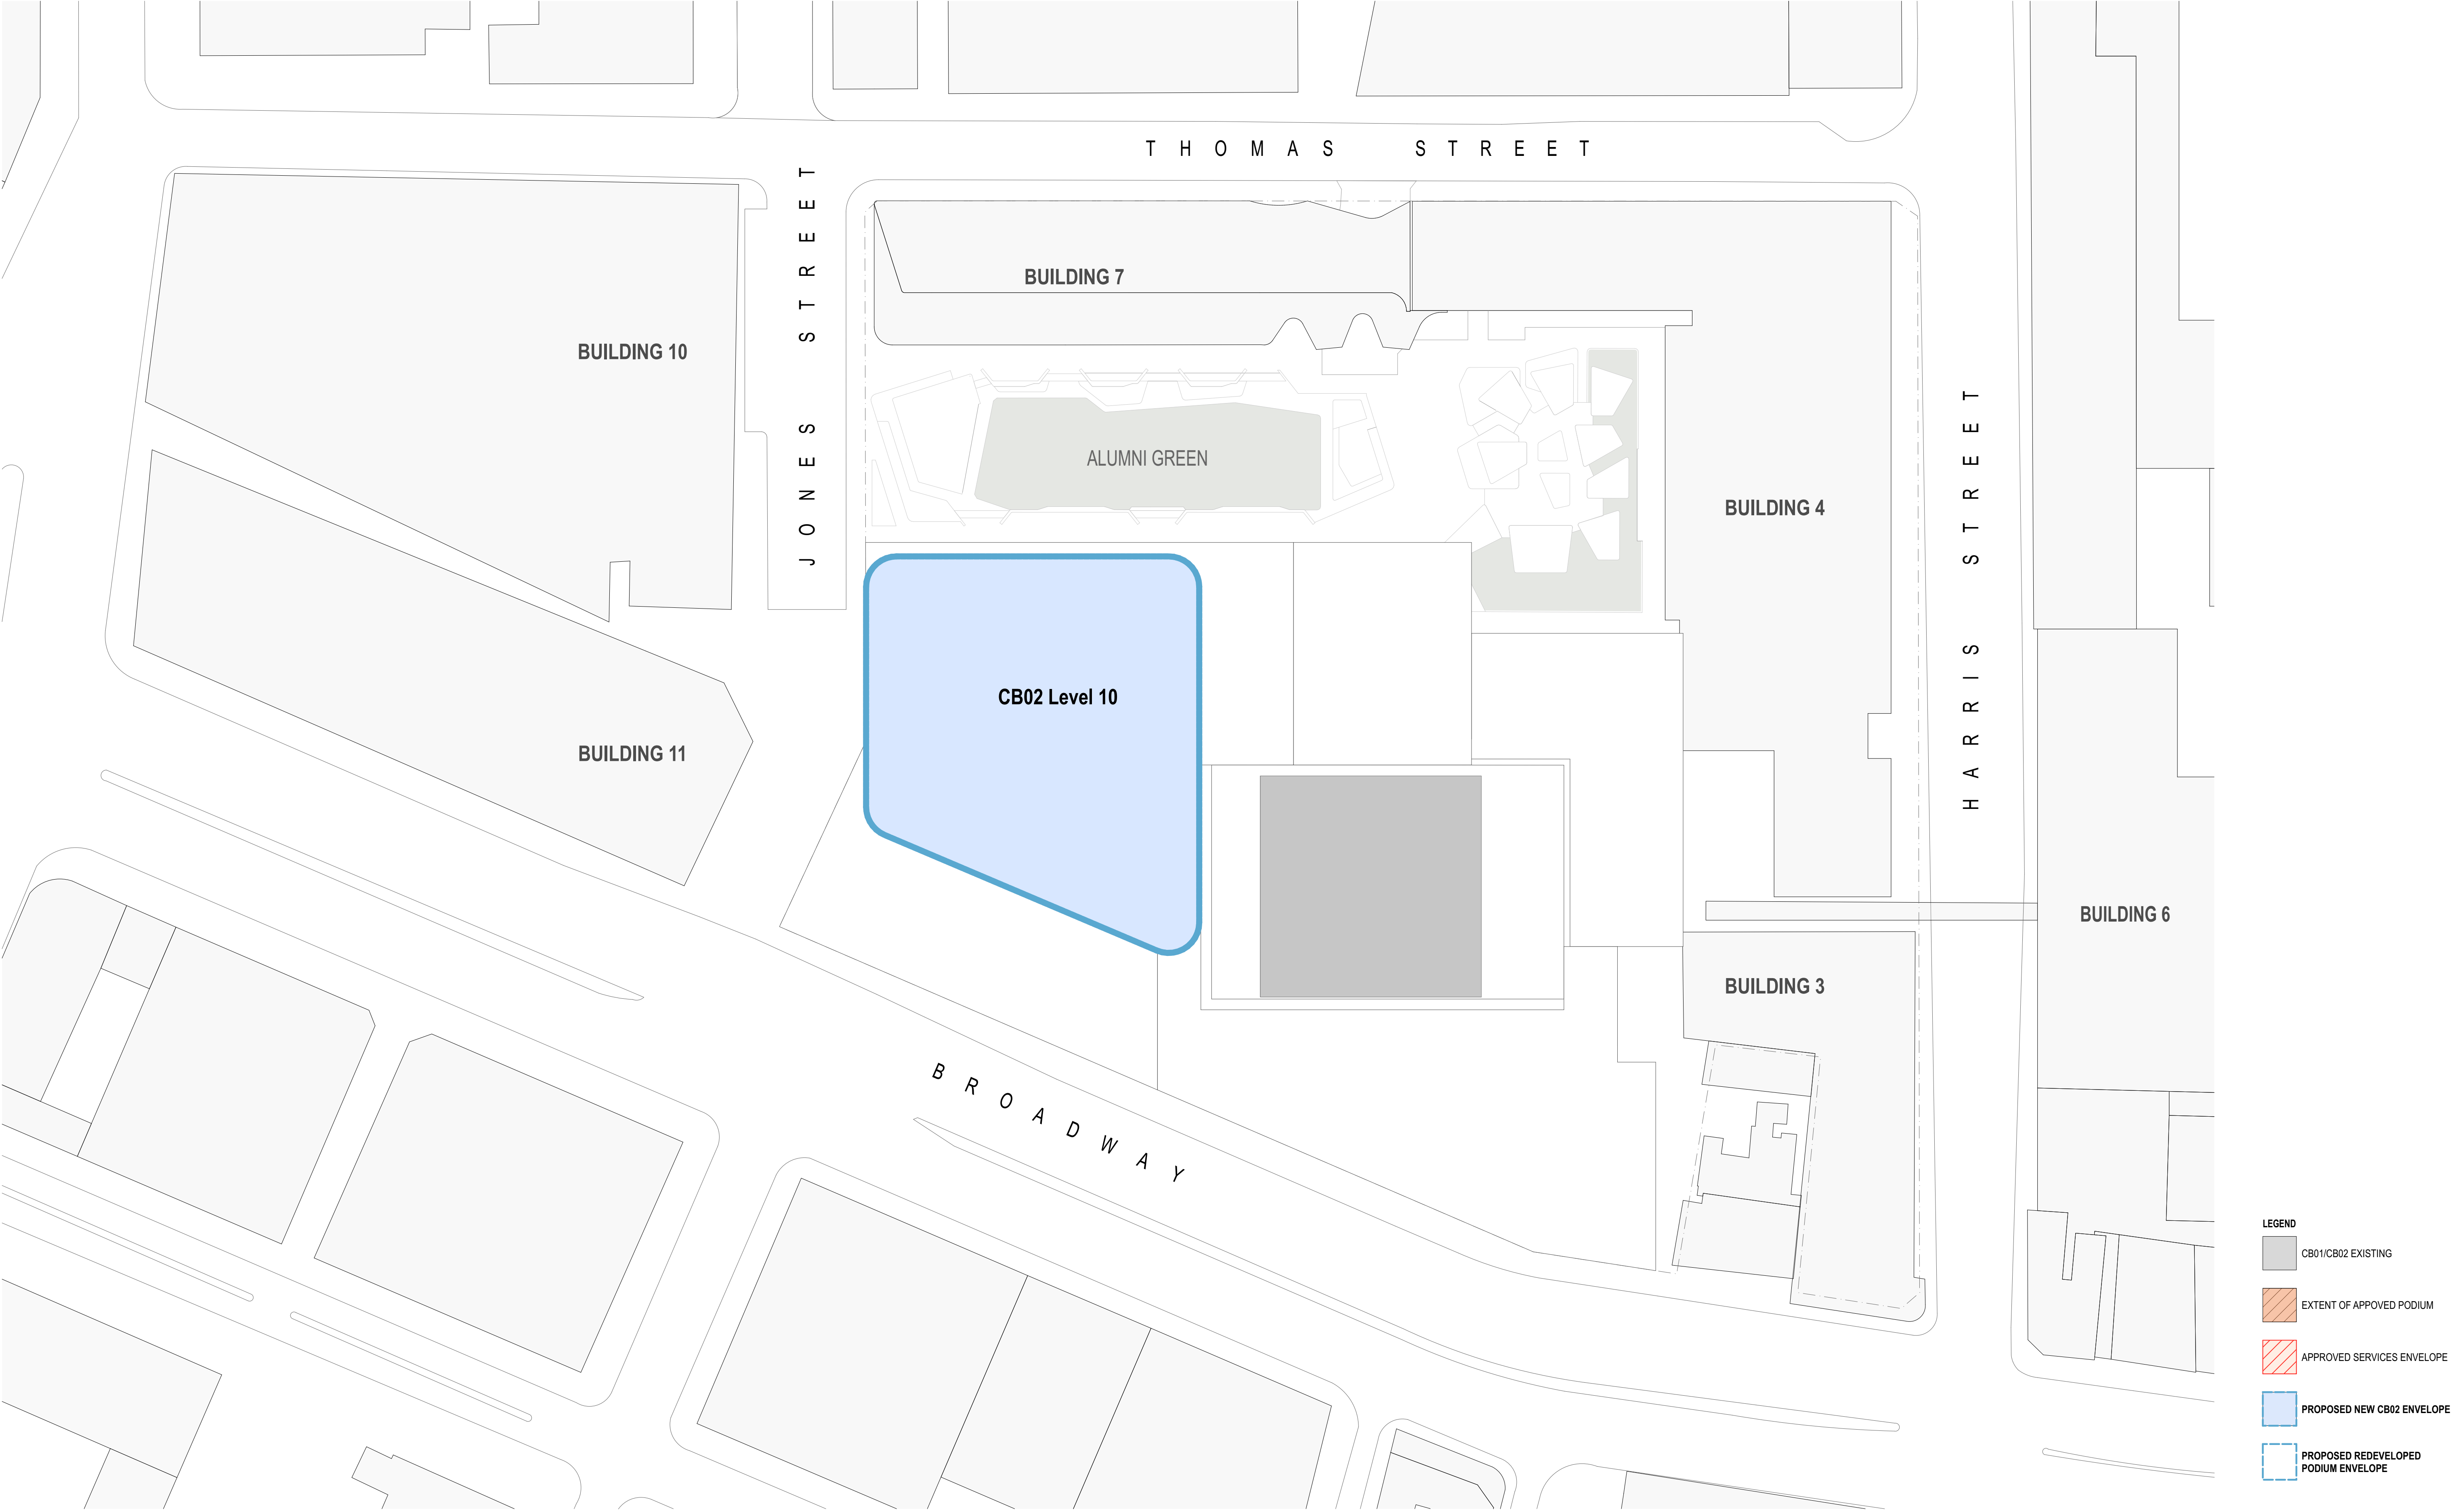 THOMAS STREET
JONES STREET
BUILDING 7
BUILDING 10
ALUMNI GREEN
BUILDING 4
HARRIS STREET
CB02 Level 10
BUILDING 11
BUILDING 6
BUILDING 3
BROADWAY
LEGEND
CB01/CB02 EXISTING
EXTENT OF APPOVED PODIUM
APPROVED SERVICES ENVELOPE
PROPOSED NEW CB02 ENVELOPE
PROPOSED REDEVELOPED
PODIUM ENVELOPE